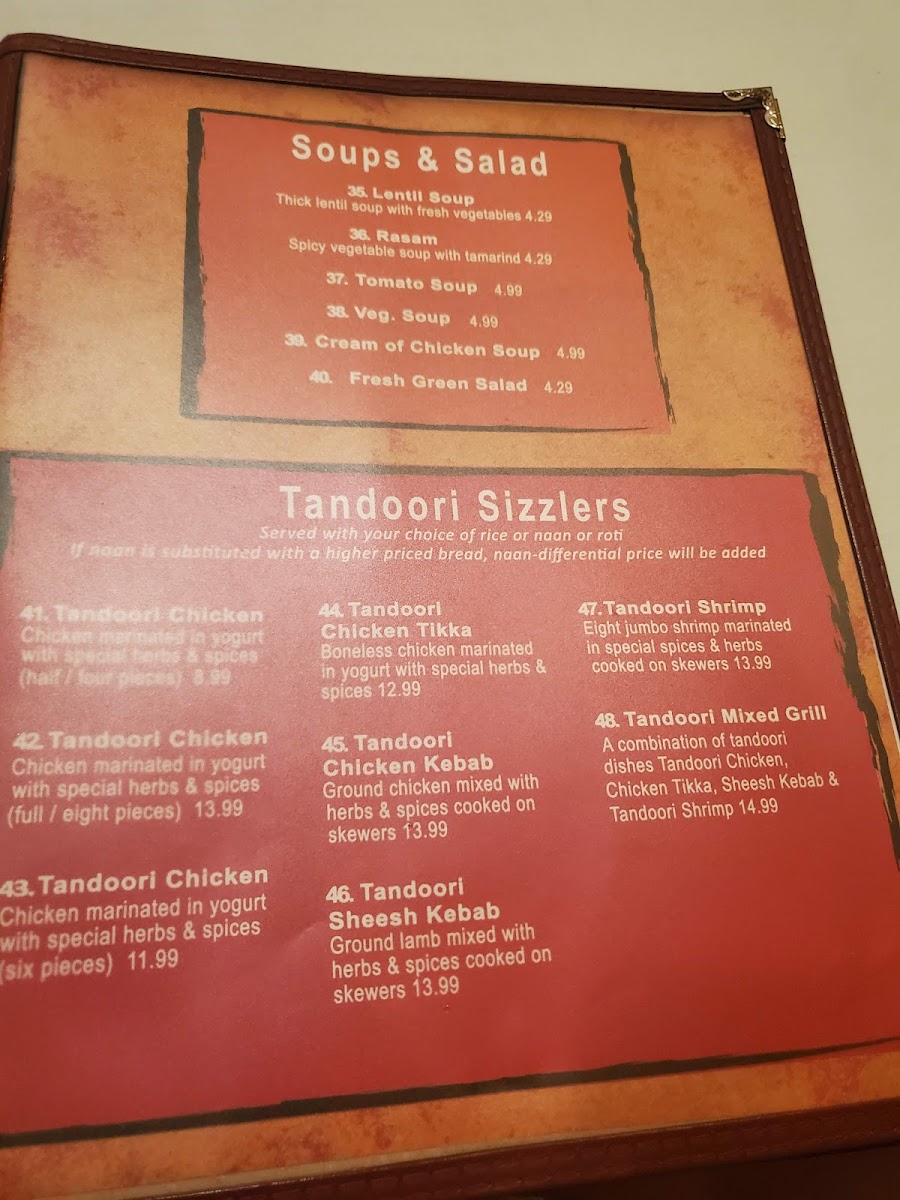 Soups & Salad
35. Lentil Soup
Thick lentil soup with fresh vegetables 4.29
36. Rasam
Spicy vegetable soup with tamarind 4.29
37. Tomato Soup 4.99
38. Veg. Soup 4.99
39. Cream of Chicken Soup 4.99
40. Fresh Green Salad 4.29
Tandoori Sizzlers
Served with your choice of rice or naan or roti
If naan is substituted with a higher priced bread, naan-differential price will be added
41. Tandoori Chicken
Chicken marinated in yogurt
with special herbs & spices
(half / four pieces) 8.99
42. Tandoori Chicken
Chicken marinated in yogurt
with special herbs & spices
(full / eight pieces) 13.99
43. Tandoori Chicken
Chicken marinated in yogurt
with special herbs & spices
(six pieces) 11.99
44. Tandoori
Chicken Tikka
Boneless chicken marinated
in yogurt with special herbs &
spices 12.99
45. Tandoori
Chicken Kebab
Ground chicken mixed with
herbs & spices cooked on
skewers 13.99
46. Tandoori
Sheesh Kebab
Ground lamb mixed with
herbs & spices cooked on
skewers 13.99
47. Tandoori Shrimp
Eight jumbo shrimp marinated
in special spices & herbs
cooked on skewers 13.99
48. Tandoori Mixed Grill
A combination of tandoori
dishes Tandoori Chicken,
Chicken Tikka, Sheesh Kebab &
Tandoori Shrimp 14.99